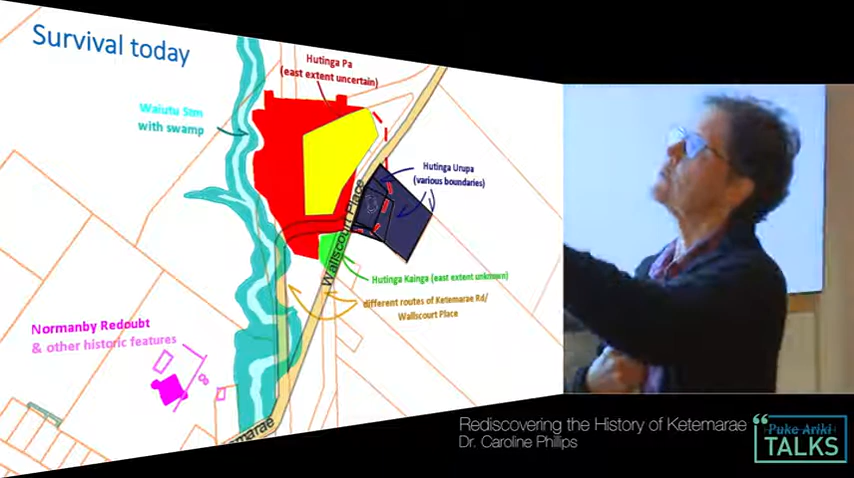 Survival today
Hutinga Pa
(east extent uncertain)
Waiutu Stm
with swamp
Hutinga Urupa
(various boundaries)
Wallscourt Place
Hutinga Kainga (east extent unknown)
different routes of Ketemarae Rd/
Wallscourt Place
Normanby Redoubt
& other historic features
marae
Rediscovering the History of Ketemarae
Dr. Caroline Phillips
Puke Ariki
TALKS